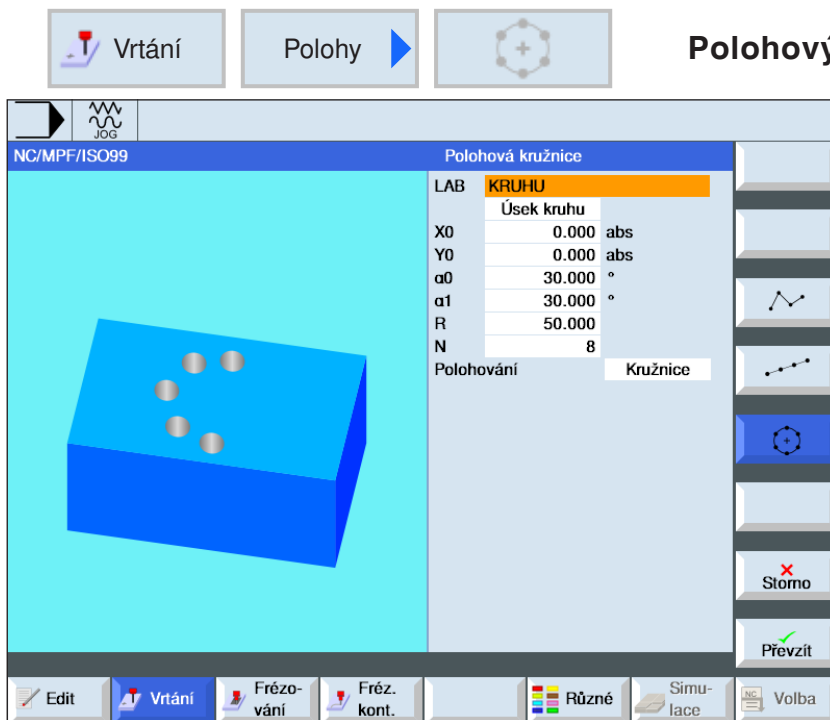 Vrtání
Polohy
Polohový
JOG
NC/MPF/ISO99
Polohová kružnice
LAB KRUHU
Úsek kruhu
X0 0.000 abs
Y0 0.000 abs
α0 30.000 °
α1 30.000 °
R 50.000
N 8
Polohování Kružnice
Storno
Převzít
Edit
Vrtání
Frézo-
vání
Fréz.
kont.
Různé
Simu-
lace
NC
Volba